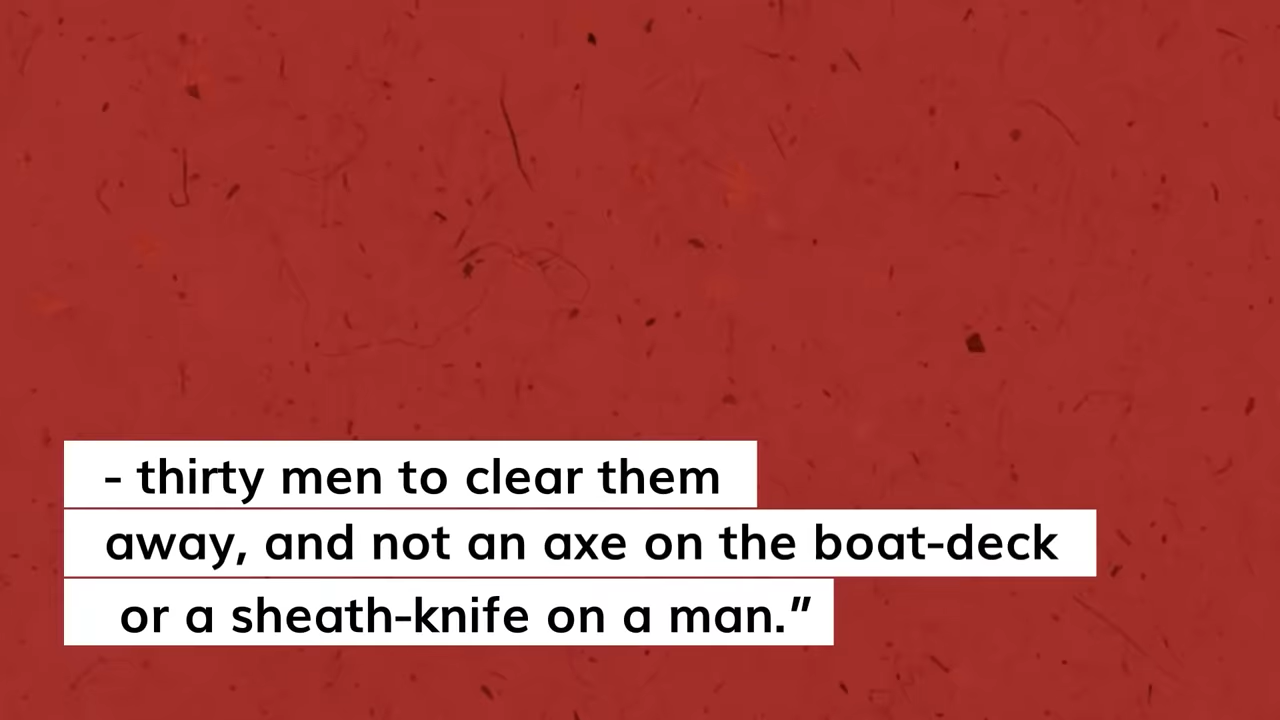 - thirty men to clear them
away, and not an axe on the boat-deck
or a sheath-knife on a man.”